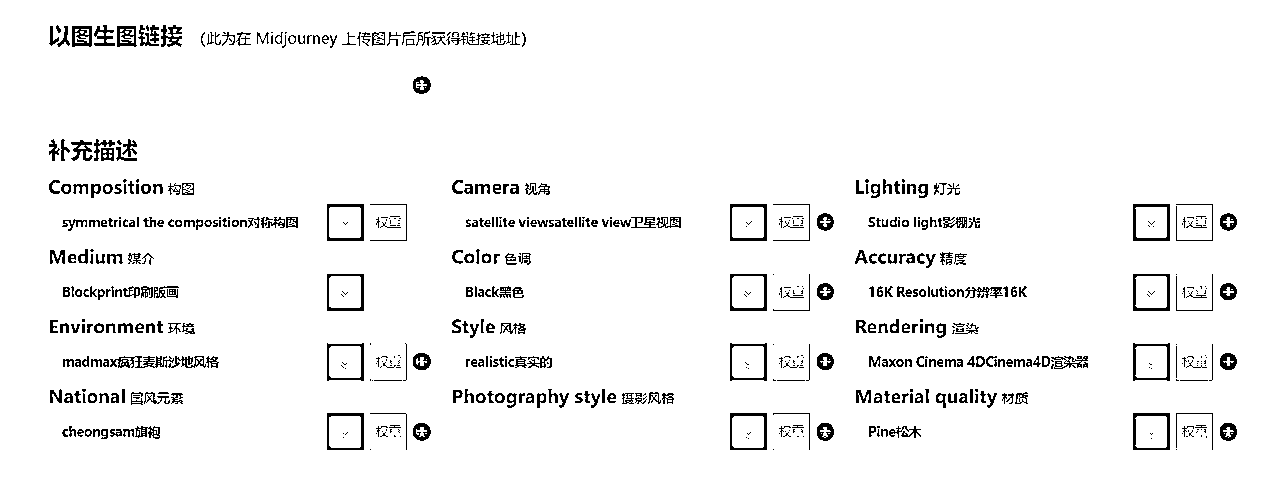 以图生图链接 （此为在 Midjourney 上传图片后所获得链接地址）
补充描述
Composition 构图 Camera 视角 Lighting 灯光
symmetrical the composition对称构图 权重 satellite viewsatellite view卫星视图 权重 Studio light影棚光 权重
Medium 媒介 Color 色调 Accuracy 精度
Blockprint印刷版画 Black黑色 权重 16K Resolution分辨率16K 权重
Environment 环境 Style 风格 Rendering 渲染
madmax疯狂麦斯沙地风格 权重 realistic真实的 权重 Maxon Cinema 4DCinema4D渲染器 权重
National 国风元素 Photography style 摄影风格 Material quality 材质
cheongsam旗袍 权重 权重 Pine松木 权重